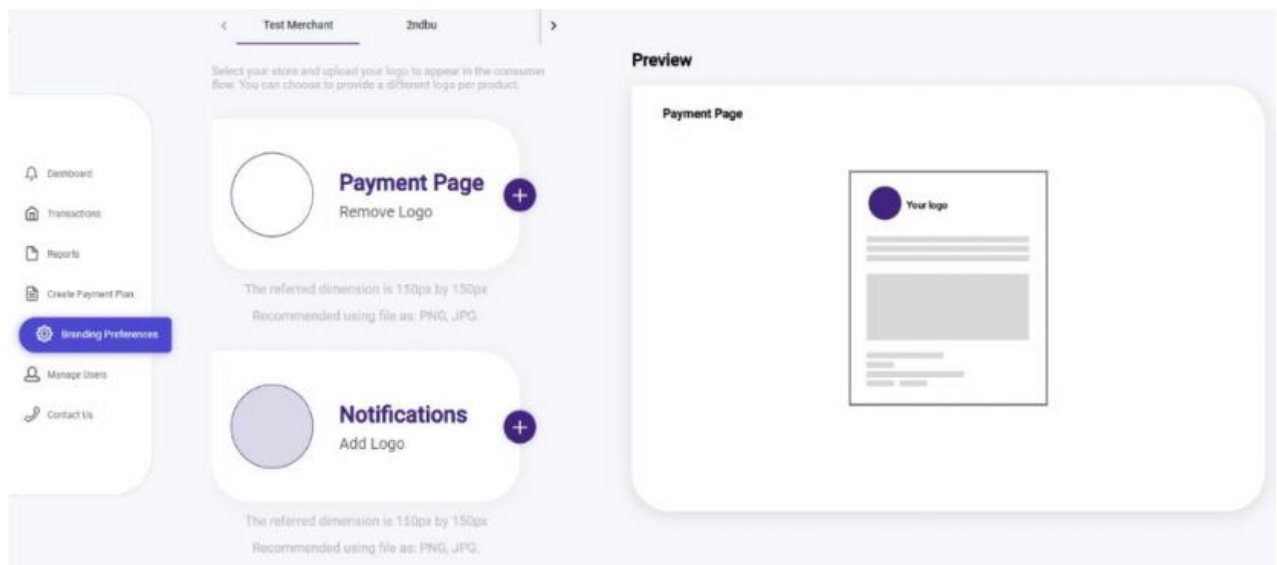 Test Merchant
2ndbu
Select your store and upload your logo to appear in the consumer
flow. You can choose to provide a different logo per product.
Dashboard
Transactions
Reports
Create Payment Plan
Branding Preferences
Manage Users
Contact Us
Payment Page
Remove Logo
The referred dimension is 150px by 150px
Recommended using file as: PNG, JPG.
Notifications
Add Logo
The referred dimension is 150px by 150px
Recommended using file as: PNG, JPG.
Preview
Payment Page
Your logo